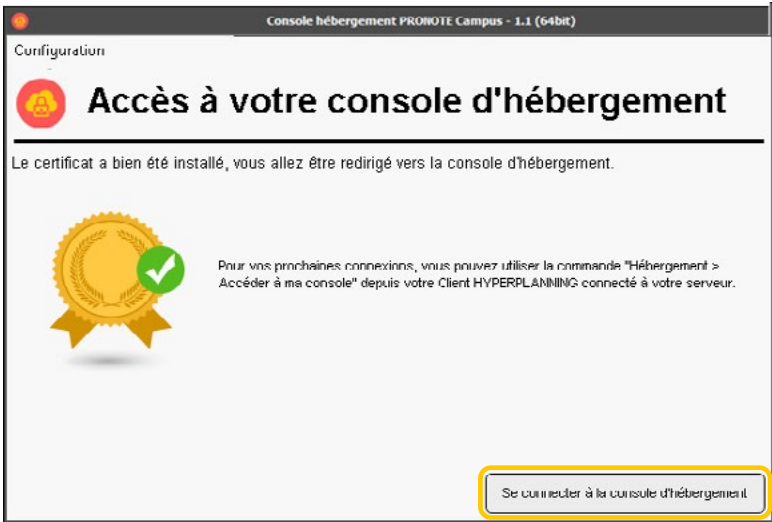 Console hébergement PRONOTE Campus - 1.1 (64bit)
Configuration
Accès à votre console d'hébergement
Le certificat a bien été installé, vous allez être redirigé vers la console d'hébergement.
Pour vos prochaines connexions, vous pouvez utiliser la commande "Hébergement >
Accéder à ma console" depuis votre Client HYPERPLANNING connecté à votre serveur.
Se connecter à la console d'hébergement